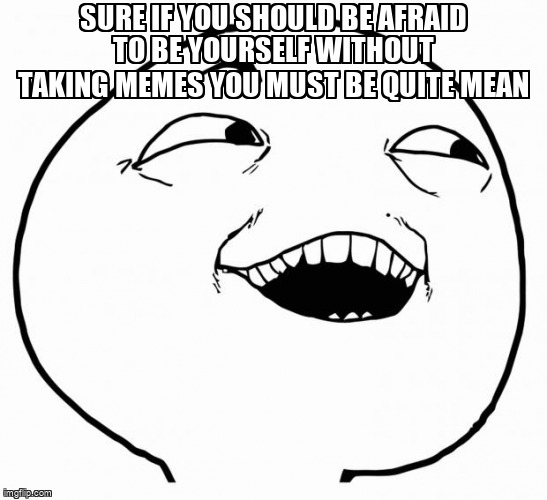 SURE IF YOU SHOULD BE AFRAID
TO BE YOURSELF WITHOUT
TAKING MEMES YOU MUST BE QUITE MEAN
imgflip.com